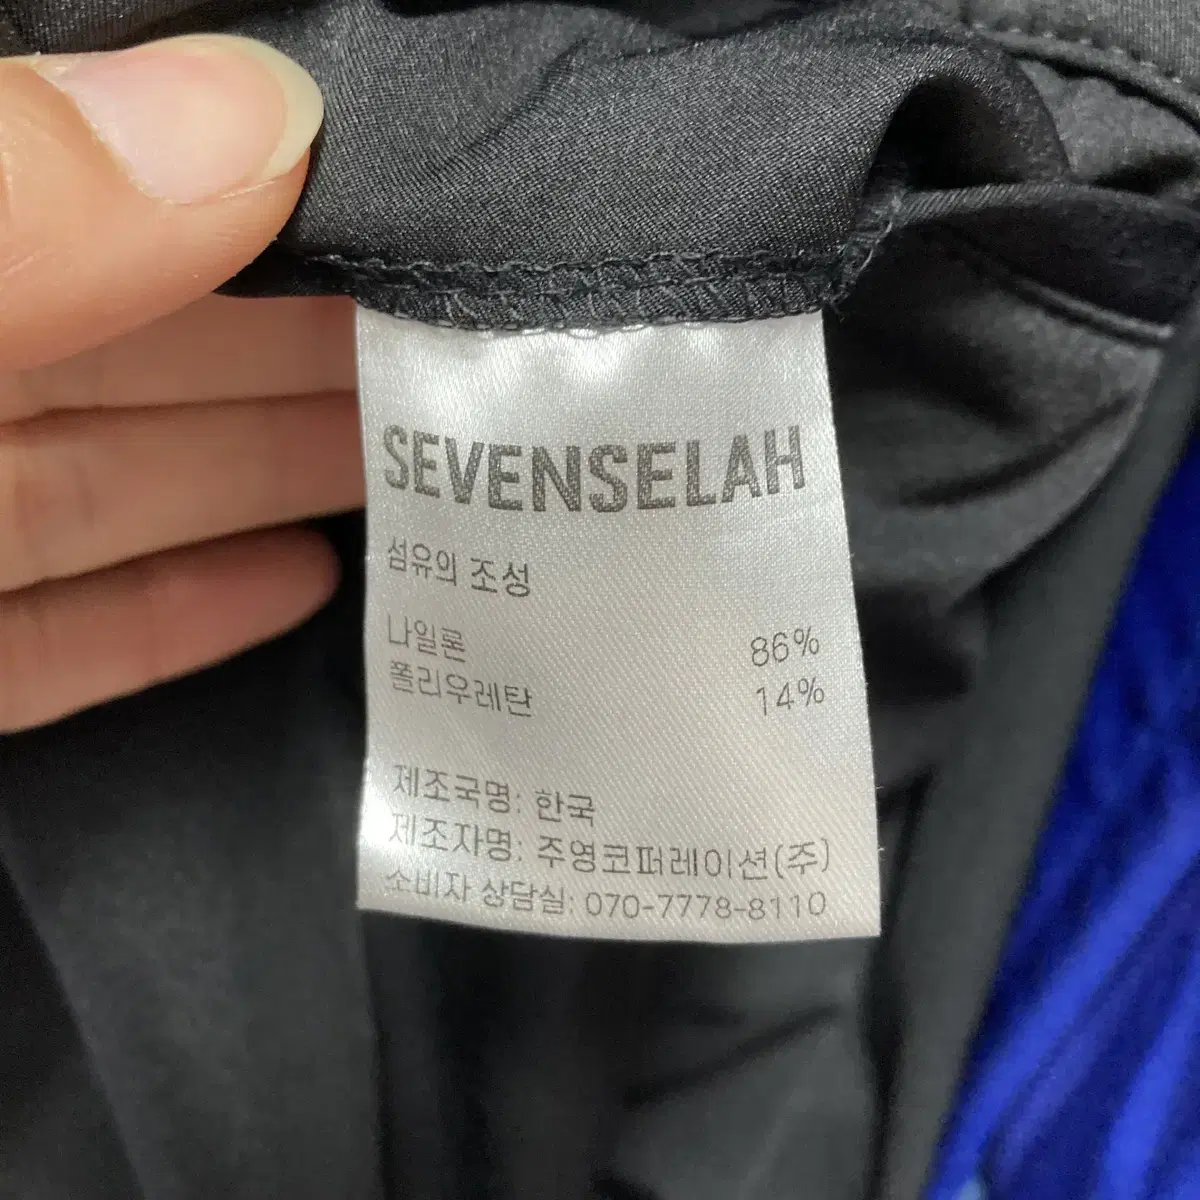 SEVENSELAH
섬유의 조성
나일론 86%
폴리우레탄 14%
제조국명: 한국
제조자명: 주영코퍼레이션(주)
소비자 상담실: 070-7778-8110